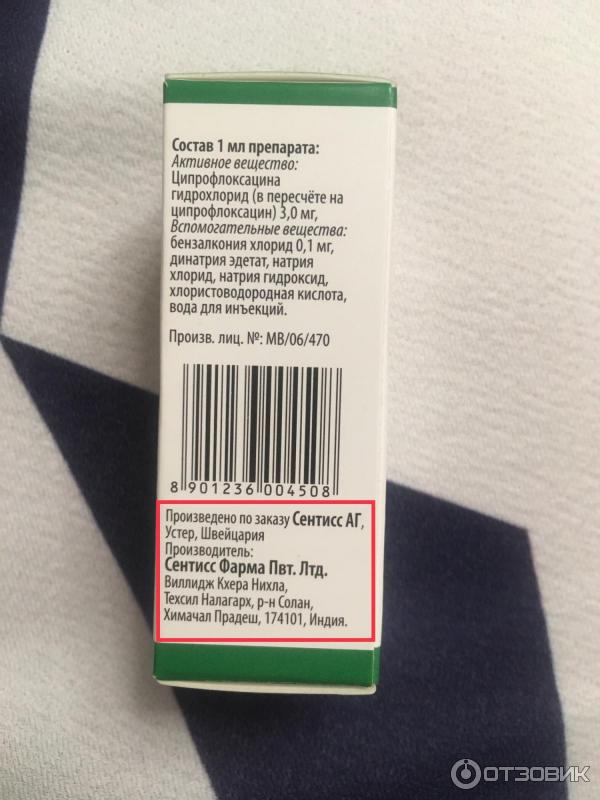 Состав 1 мл препарата:
Активное вещество:
Ципрофлоксацина
гидрохлорид (в пересчёте на
ципрофлоксацин) 3,0 мг,
Вспомогательные вещества:
бензалкония хлорид 0,1 мг,
динатрия эдетат, натрия
хлорид, натрия гидроксид,
хлористоводородная кислота,
вода для инъекций.
Произв. лиц. №: MB/06/470
8 901236 004508
Произведено по заказу Сентисс АГ,
Устер, Швейцария
Производитель:
Сентисс Фарма Пвт. Лтд.
Виллидж Кхера Нихла,
Техсил Налагарх, р-н Солан,
Химачал Прадеш, 174101, Индия.
ОТЗОВИК